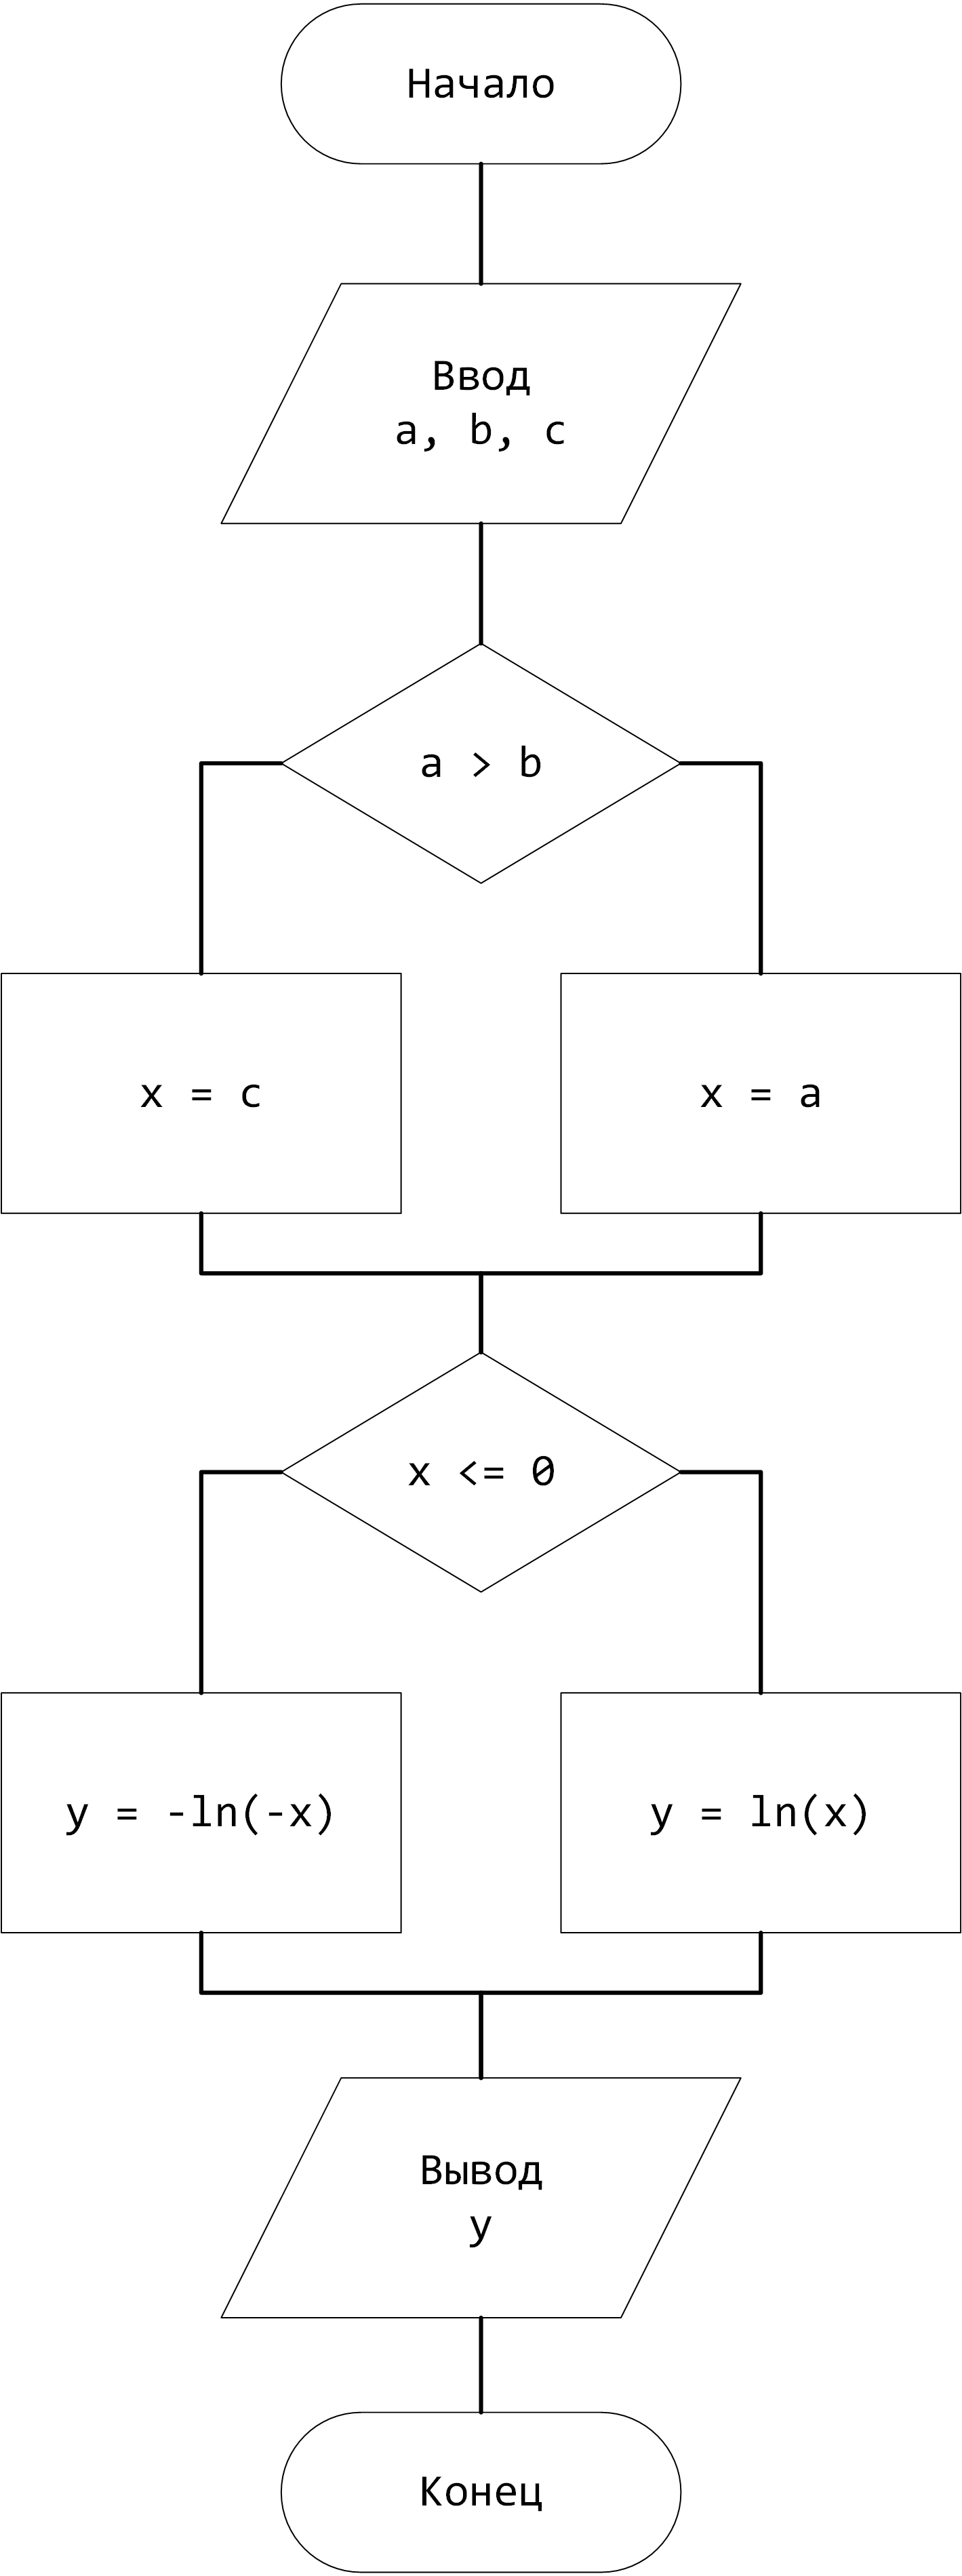 Начало
Ввод
a, b, c
a > b
x = c
x = a
x <= 0
y = -ln(-x)
y = ln(x)
Вывод
y
Конец